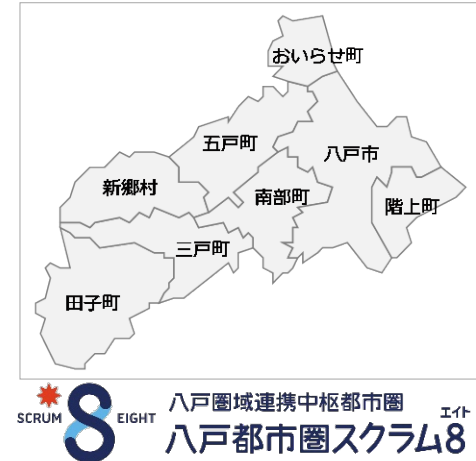 おいらせ町
五戸町
八戸市
新郷村
南部町
階上町
三戸町
田子町
SCRUM 8 EIGHT
八戸圏域連携中枢都市圏
エイト
八戸都市圏スクラム8